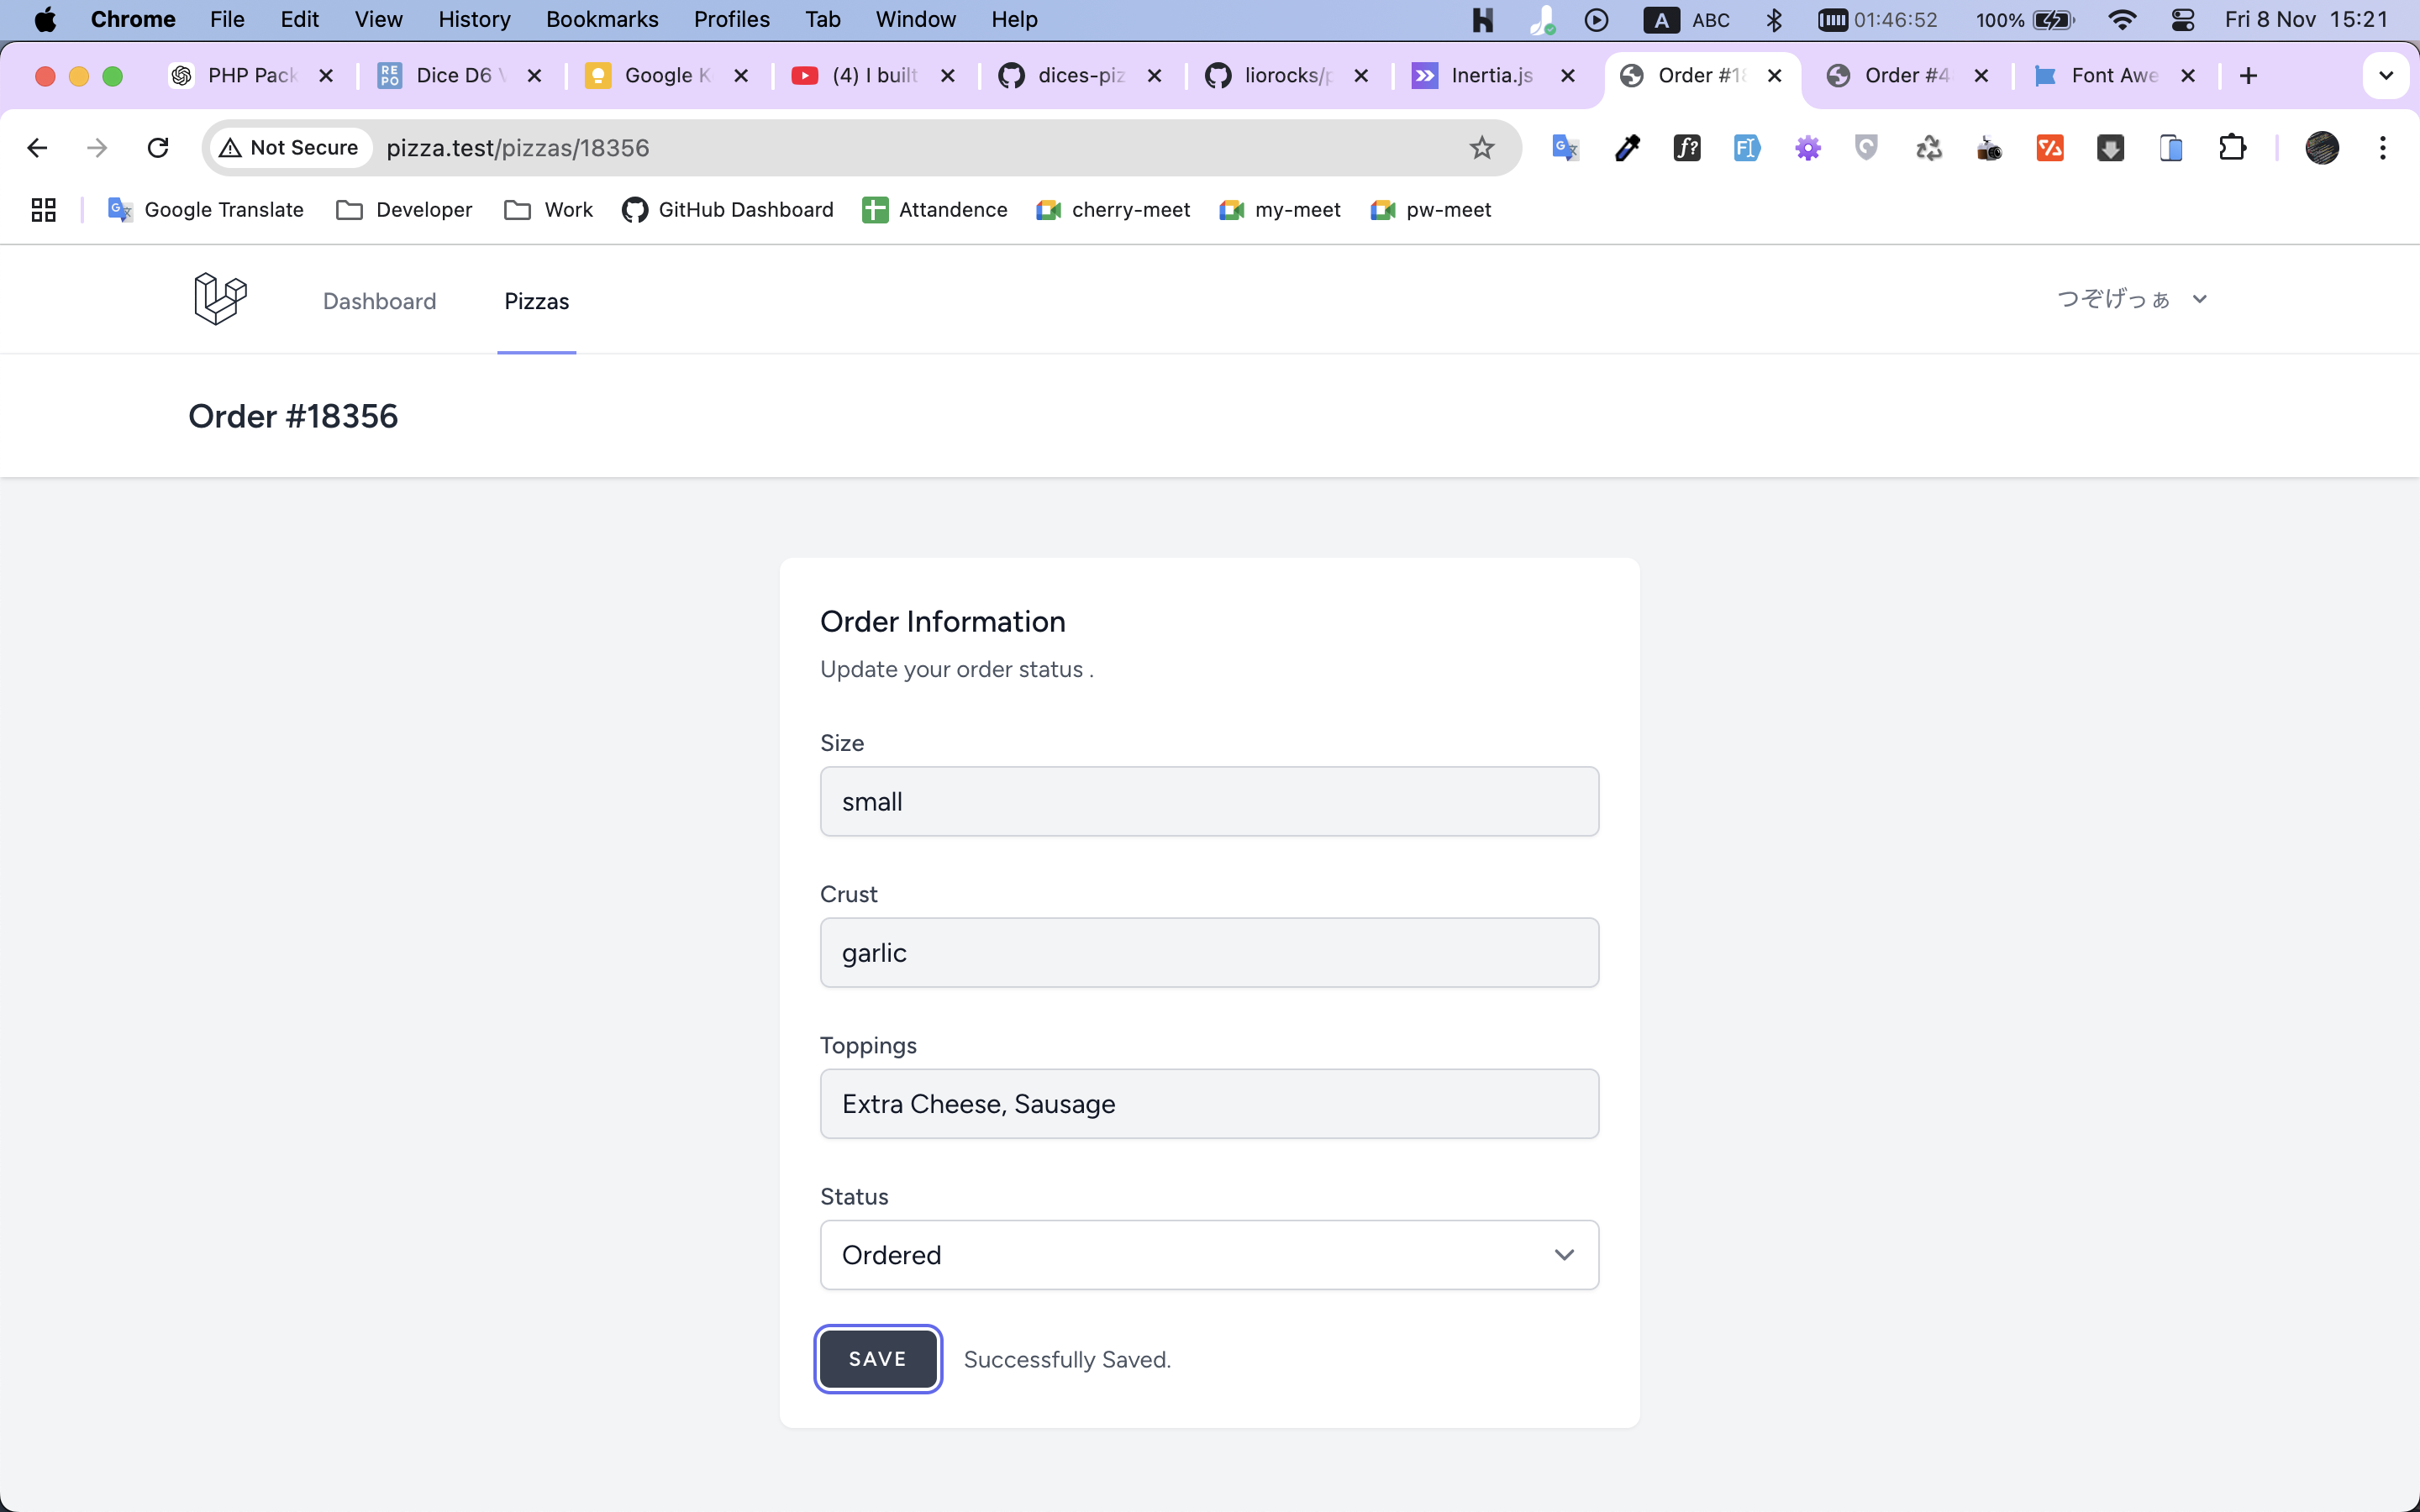 Chrome File Edit View History Bookmarks Profiles Tab Window Help A ABC 01:46:52 100% Fri 8 Nov 15:21
PHP Pack RE PO Dice D6 Google K (4) I built dices-piz liorocks/p Inertia.js Order #18 Order #4 Font Awe
Not Secure pizza.test/pizzas/18356
Google Translate Developer Work GitHub Dashboard Attandence cherry-meet my-meet pw-meet
Dashboard Pizzas つぞげっぁ
Order #18356
Order Information
Update your order status .
Size
small
Crust
garlic
Toppings
Extra Cheese, Sausage
Status
Ordered
SAVE Successfully Saved.